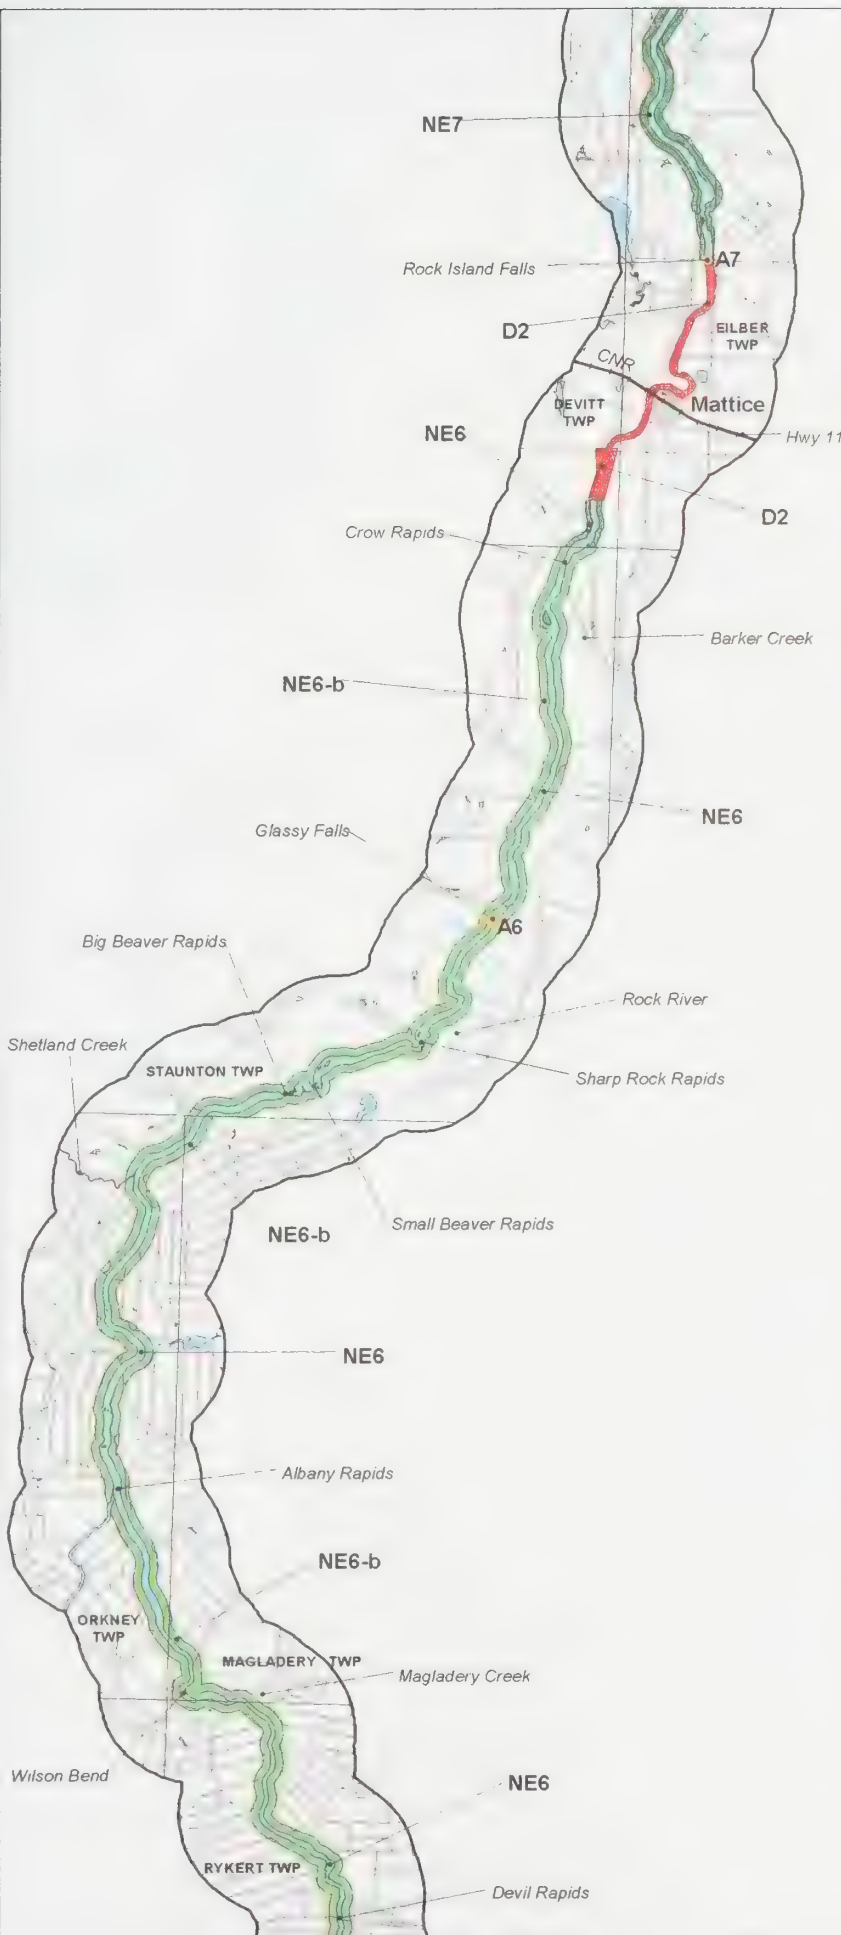 NE7
A7
Rock Island Falls
D2
EILBER
TWP
CNR
Mattice
DEVITT
TWP
NE6
Hwy 11
D2
Crow Rapids
Barker Creek
NE6-b
NE6
Glassy Falls
A6
Big Beaver Rapids
Rock River
Shetland Creek
STAUNTON TWP
Sharp Rock Rapids
Small Beaver Rapids
NE6-b
NE6
Albany Rapids
NE6-b
ORKNEY
TWP
MAGLADERY TWP
Magladery Creek
Wilson Bend
NE6
RYKERT TWP
Devil Rapids